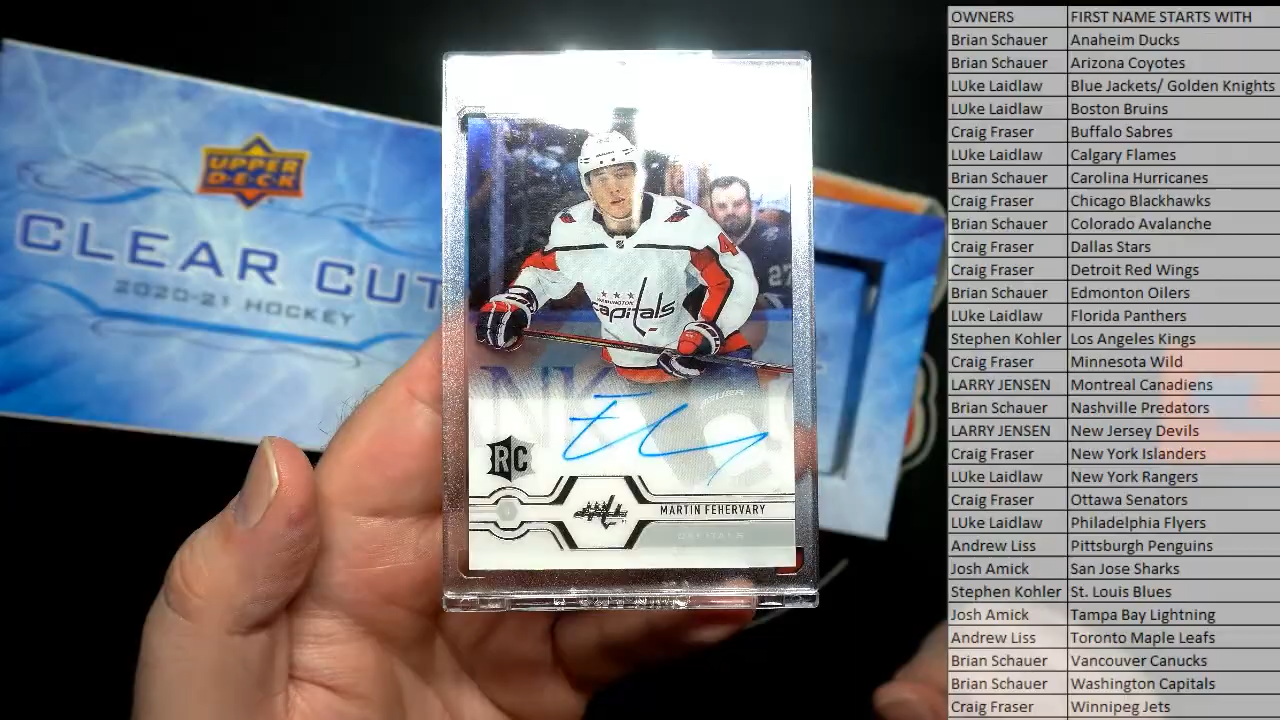 UPPER
DECK
CLEAR CUT
2020-21 HOCKEY
4
27
WASHINGTON
capitals
RC
MARTIN FEHERVARY
OWNERS FIRST NAME STARTS WITH
Brian Schauer Anaheim Ducks
Brian Schauer Arizona Coyotes
LUke Laidlaw Blue Jackets/ Golden Knights
LUke Laidlaw Boston Bruins
Craig Fraser Buffalo Sabres
LUke Laidlaw Calgary Flames
Brian Schauer Carolina Hurricanes
Craig Fraser Chicago Blackhawks
Brian Schauer Colorado Avalanche
Craig Fraser Dallas Stars
Craig Fraser Detroit Red Wings
Brian Schauer Edmonton Oilers
LUke Laidlaw Florida Panthers
Stephen Kohler Los Angeles Kings
Craig Fraser Minnesota Wild
LARRY JENSEN Montreal Canadiens
Brian Schauer Nashville Predators
LARRY JENSEN New Jersey Devils
Craig Fraser New York Islanders
LUke Laidlaw New York Rangers
Craig Fraser Ottawa Senators
LUke Laidlaw Philadelphia Flyers
Andrew Liss Pittsburgh Penguins
Josh Amick San Jose Sharks
Stephen Kohler St. Louis Blues
Josh Amick Tampa Bay Lightning
Andrew Liss Toronto Maple Leafs
Brian Schauer Vancouver Canucks
Brian Schauer Washington Capitals
Craig Fraser Winnipeg Jets